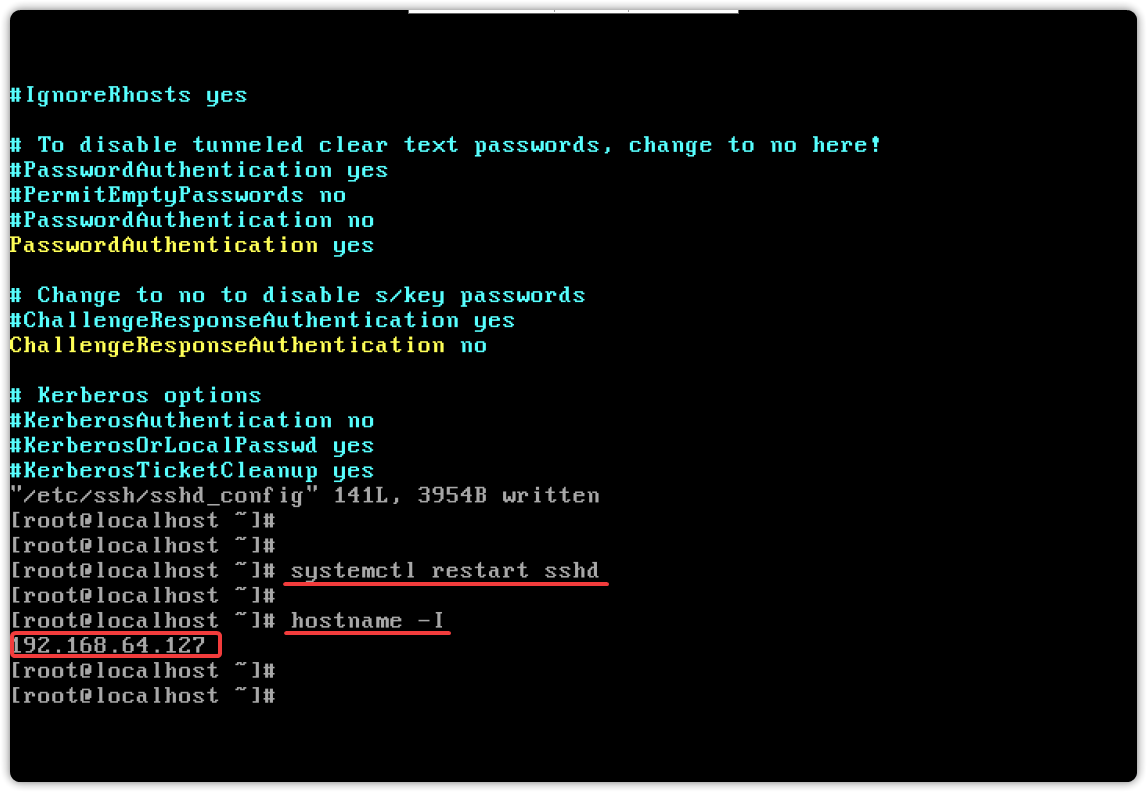 #IgnoreRhosts yes
# To disable tunneled clear text passwords, change to no here!
#PasswordAuthentication yes
#PermitEmptyPasswords no
#PasswordAuthentication no
PasswordAuthentication yes
# Change to no to disable s/key passwords
#ChallengeResponseAuthentication yes
ChallengeResponseAuthentication no
# Kerberos options
#KerberosAuthentication no
#KerberosOrLocalPasswd yes
#KerberosTicketCleanup yes
"/etc/ssh/sshd_config" 141L, 3954B written
[root@localhost ~]#
[root@localhost ~]#
[root@localhost ~]# systemctl restart sshd
[root@localhost ~]#
[root@localhost ~]# hostname -I
192.168.64.127
[root@localhost ~]#
[root@localhost ~]#